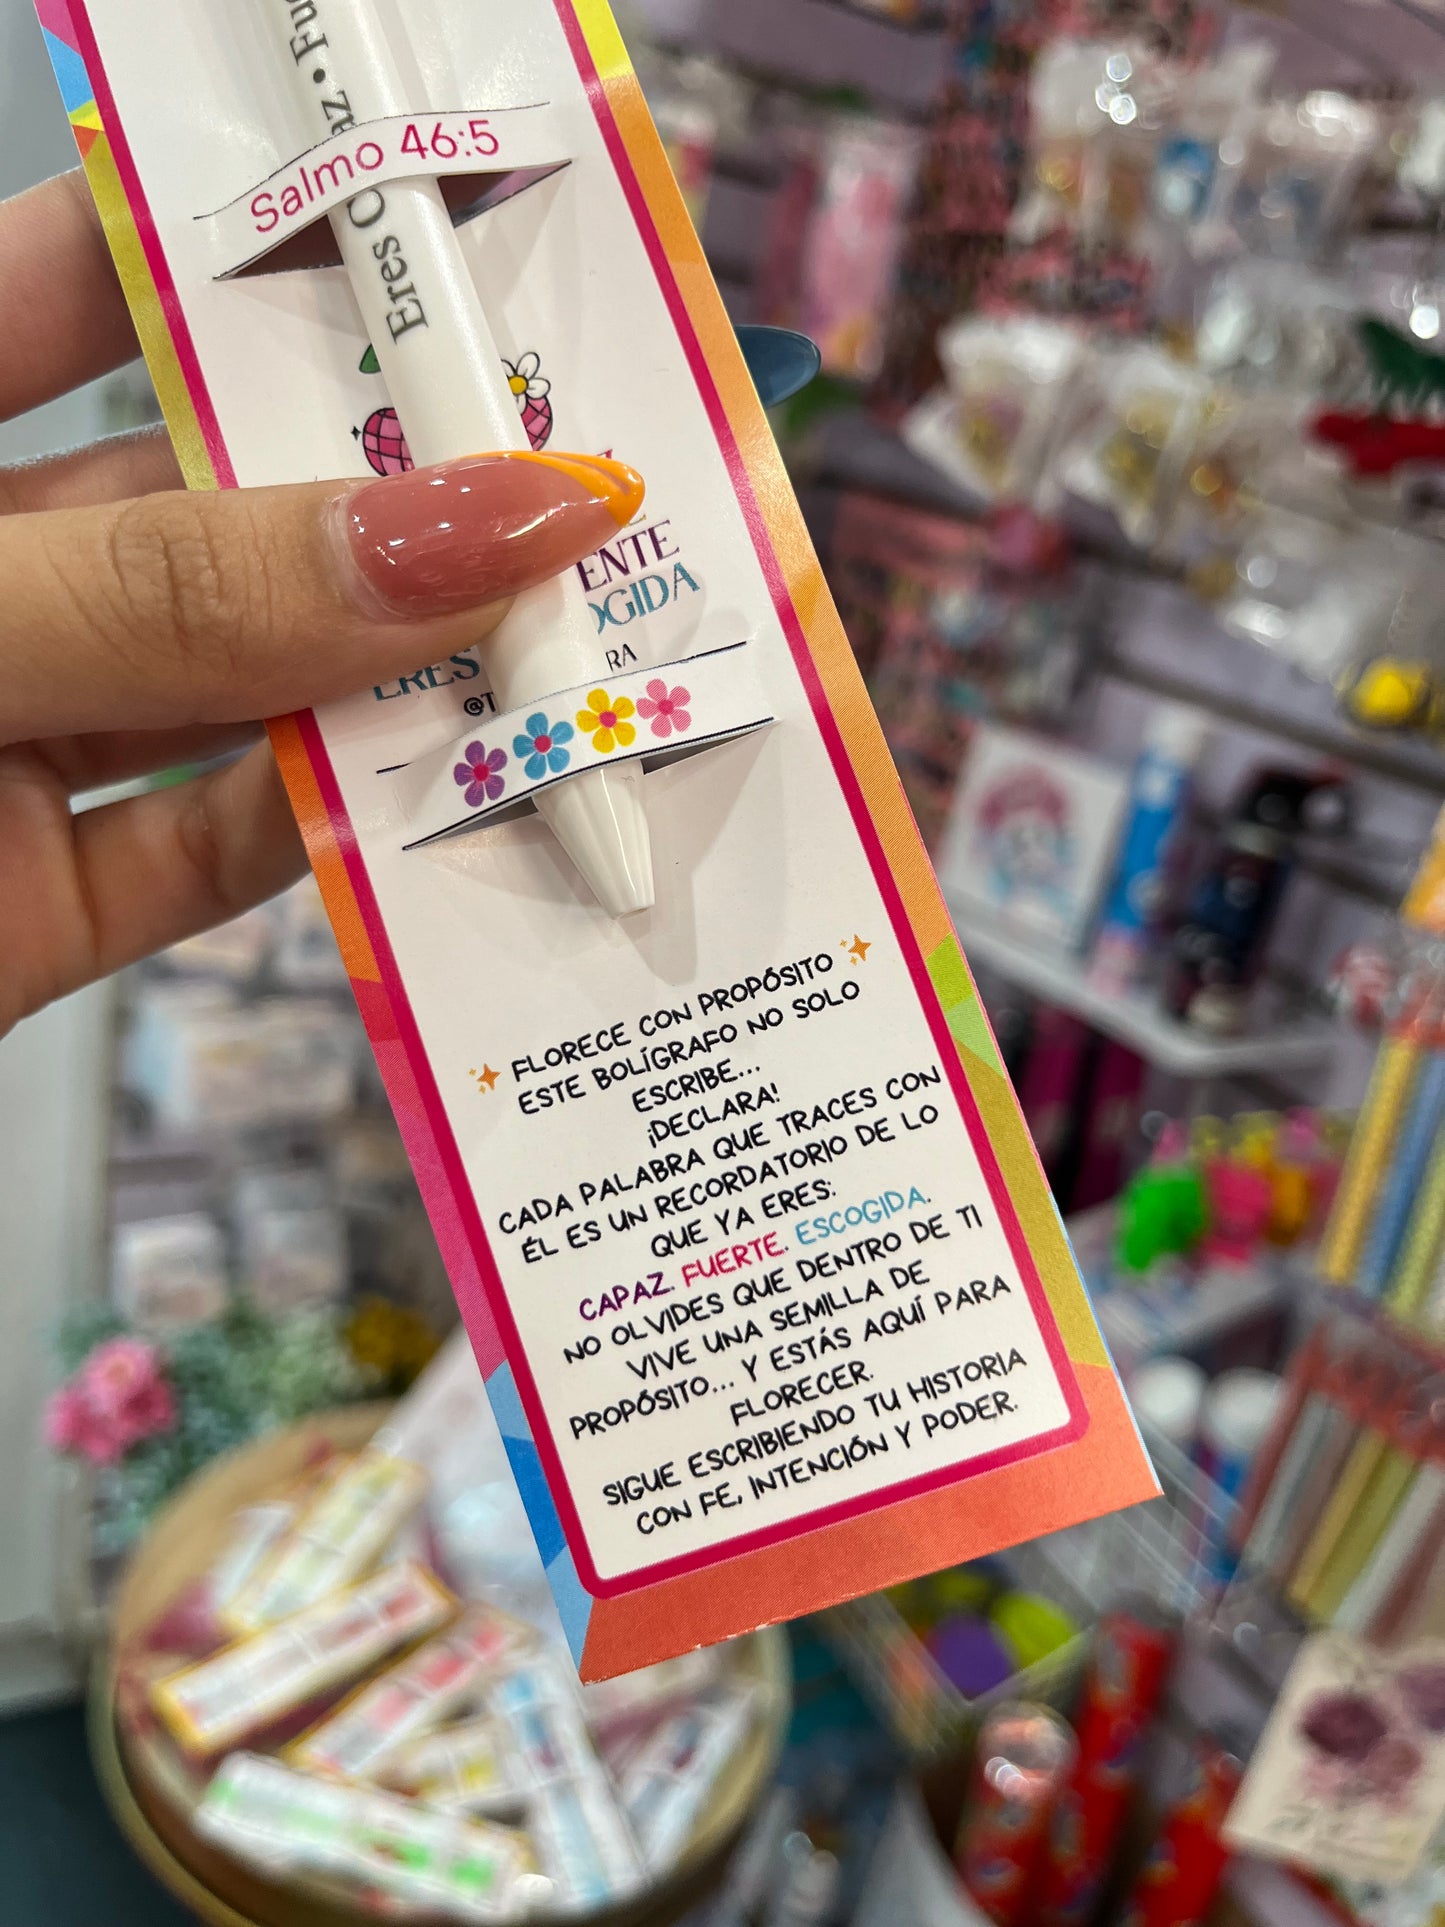 Salmo 46:5
Eres
ERES
✨ FLORECE CON PROPÓSITO ✨
ESTE BOLÍGRAFO NO SOLO
ESCRIBE...
¡DECLARA!
CADA PALABRA QUE TRACES CON
ÉL ES UN RECORDATORIO DE LO
QUE YA ERES:
CAPAZ. FUERTE. ESCOGIDA.
NO OLVIDES QUE DENTRO DE TI
VIVE UNA SEMILLA DE
PROPÓSITO... Y ESTÁS AQUÍ PARA
FLORECER.
SIGUE ESCRIBIENDO TU HISTORIA
CON FE, INTENCIÓN Y PODER.